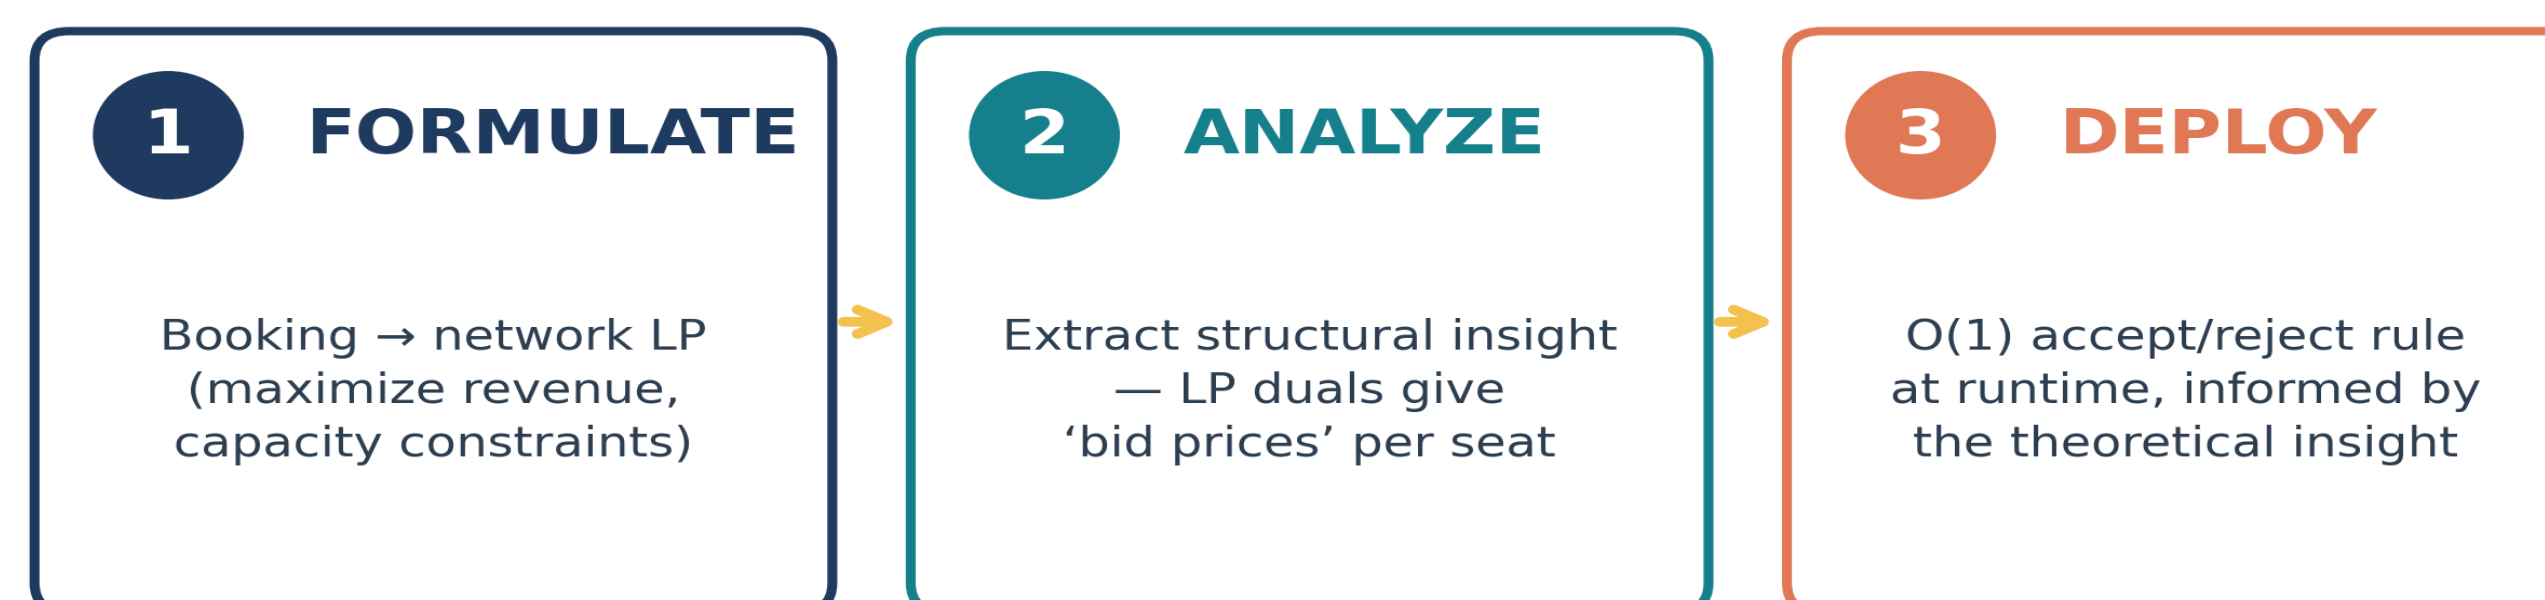 1 FORMULATE
Booking → network LP
(maximize revenue,
capacity constraints)
2 ANALYZE
Extract structural insight
— LP duals give
‘bid prices’ per seat
3 DEPLOY
O(1) accept/reject rule
at runtime, informed by
the theoretical insight